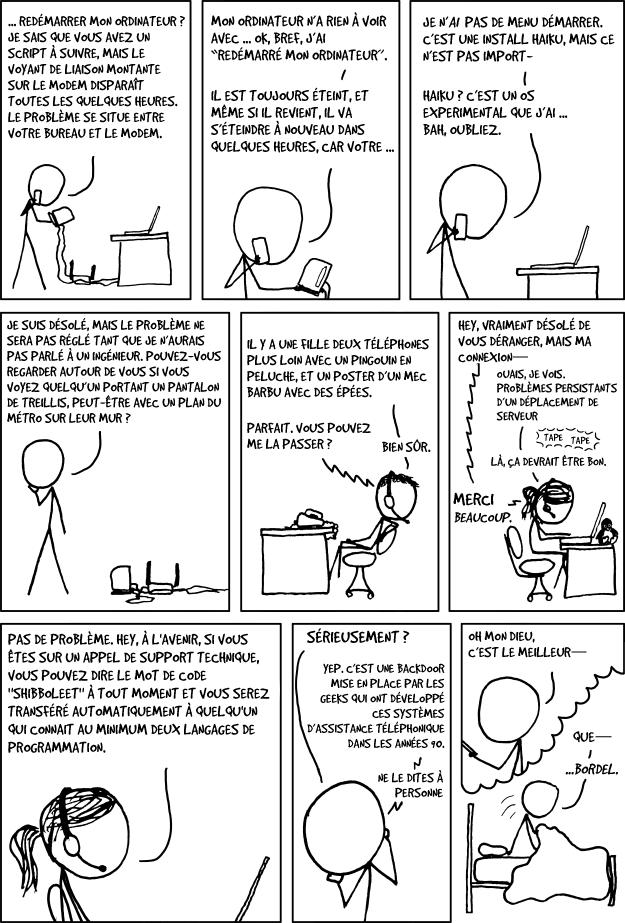 ... REDÉMARRER MON ORDINATEUR ?
JE SAIS QUE VOUS AVEZ UN
SCRIPT À SUIVRE, MAIS LE
VOYANT DE LIAISON MONTANTE
SUR LE MODEM DISPARAÎT
TOUTES LES QUELQUES HEURES.
LE PROBLÈME SE SITUE ENTRE
VOTRE BUREAU ET LE MODEM.
MON ORDINATEUR N'A RIEN À VOIR
AVEC ... OK, BREF, J'AI
"REDÉMARRÉ MON ORDINATEUR".
IL EST TOUJOURS ÉTEINT, ET
MÊME SI IL REVIENT, IL VA
S'ÉTEINDRE À NOUVEAU DANS
QUELQUES HEURES, CAR VOTRE ...
JE N'AI PAS DE MENU DÉMARRER.
C'EST UNE INSTALL HAIKU, MAIS CE
N'EST PAS IMPORT-
HAIKU ? C'EST UN OS
EXPERIMENTAL QUE J'AI ...
BAH, OUBLIEZ.
JE SUIS DÉSOLÉ, MAIS LE PROBLÈME NE
SERA PAS RÉGLÉ TANT QUE JE N'AURAIS
PAS PARLÉ À UN INGÉNIEUR. POUVEZ-VOUS
REGARDER AUTOUR DE VOUS SI VOUS
VOYEZ QUELQU'UN PORTANT UN PANTALON
DE TREILLIS, PEUT-ÊTRE AVEC UN PLAN DU
MÉTRO SUR LEUR MUR ?
IL Y A UNE FILLE DEUX TÉLÉPHONES
PLUS LOIN AVEC UN PINGOUIN EN
PELUCHE, ET UN POSTER D'UN MEC
BARBU AVEC DES ÉPÉES.
PARFAIT. VOUS POUVEZ
ME LA PASSER ?
BIEN SÛR.
HEY, VRAIMENT DÉSOLÉ DE
VOUS DÉRANGER, MAIS MA
CONNEXION—
OUAIS, JE VOIS.
PROBLÈMES PERSISTANTS
D'UN DÉPLACEMENT DE
SERVEUR
TAPE TAPE
LÀ, ÇA DEVRAIT ÊTRE BON.
MERCI
BEAUCOUP.
PAS DE PROBLÈME. HEY, À L'AVENIR, SI VOUS
ÊTES SUR UN APPEL DE SUPPORT TECHNIQUE,
VOUS POUVEZ DIRE LE MOT DE CODE
"SHIBBOLEET" À TOUT MOMENT ET VOUS SEREZ
TRANSFÉRÉ AUTOMATIQUEMENT À QUELQU'UN
QUI CONNAIT AU MINIMUM DEUX LANGAGES DE
PROGRAMMATION.
SÉRIEUSEMENT ?
YEP. C'EST UNE BACKDOOR
MISE EN PLACE PAR LES
GEEKS QUI ONT DÉVELOPPÉ
CES SYSTÈMES
D'ASSISTANCE TÉLÉPHONIQUE
DANS LES ANNÉES 90.
NE LE DITES À
PERSONNE
OH MON DIEU,
C'EST LE MEILLEUR—
QUE—
...BORDEL.